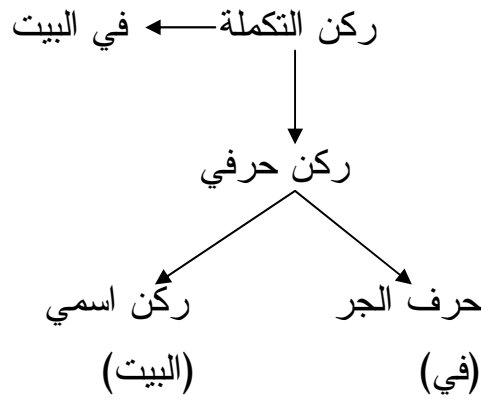 ركن التكملة في البيت
ركن حرفي
حرف الجر ركن اسمي
(في) (البيت)